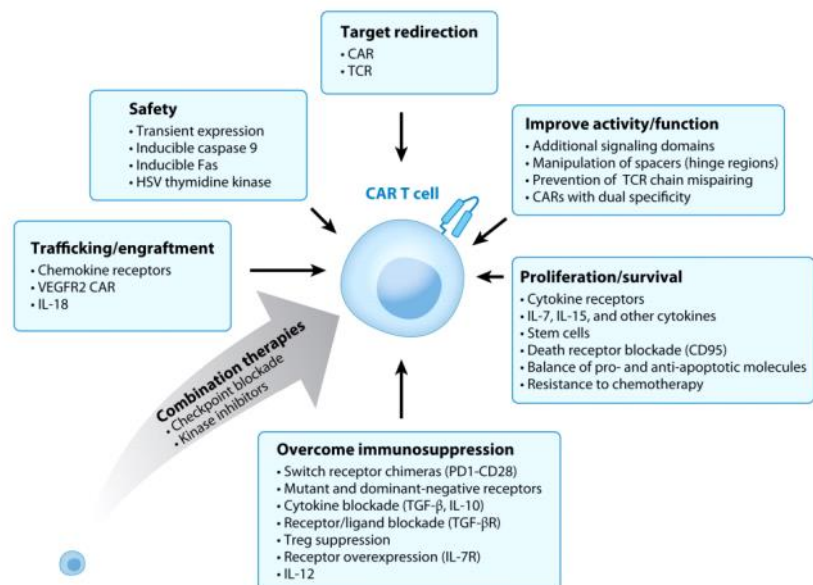 Target redirection
• CAR
• TCR
Safety
• Transient expression
• Inducible caspase 9
• Inducible Fas
• HSV thymidine kinase
Improve activity/function
• Additional signaling domains
• Manipulation of spacers (hinge regions)
• Prevention of TCR chain mispairing
• CARs with dual specificity
CAR T cell
Trafficking/engraftment
• Chemokine receptors
• VEGFR2 CAR
• IL-18
Proliferation/survival
• Cytokine receptors
• IL-7, IL-15, and other cytokines
• Stem cells
• Death receptor blockade (CD95)
• Balance of pro- and anti-apoptotic molecules
• Resistance to chemotherapy
Combination therapies
• Checkpoint blockade
• Kinase inhibitors
Overcome immunosuppression
• Switch receptor chimeras (PD1-CD28)
• Mutant and dominant-negative receptors
• Cytokine blockade (TGF-β, IL-10)
• Receptor/ligand blockade (TGF-βR)
• Treg suppression
• Receptor overexpression (IL-7R)
• IL-12